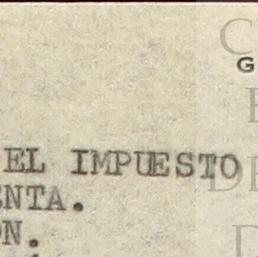 G
EL IMPUESTO
ENTA.
ON.